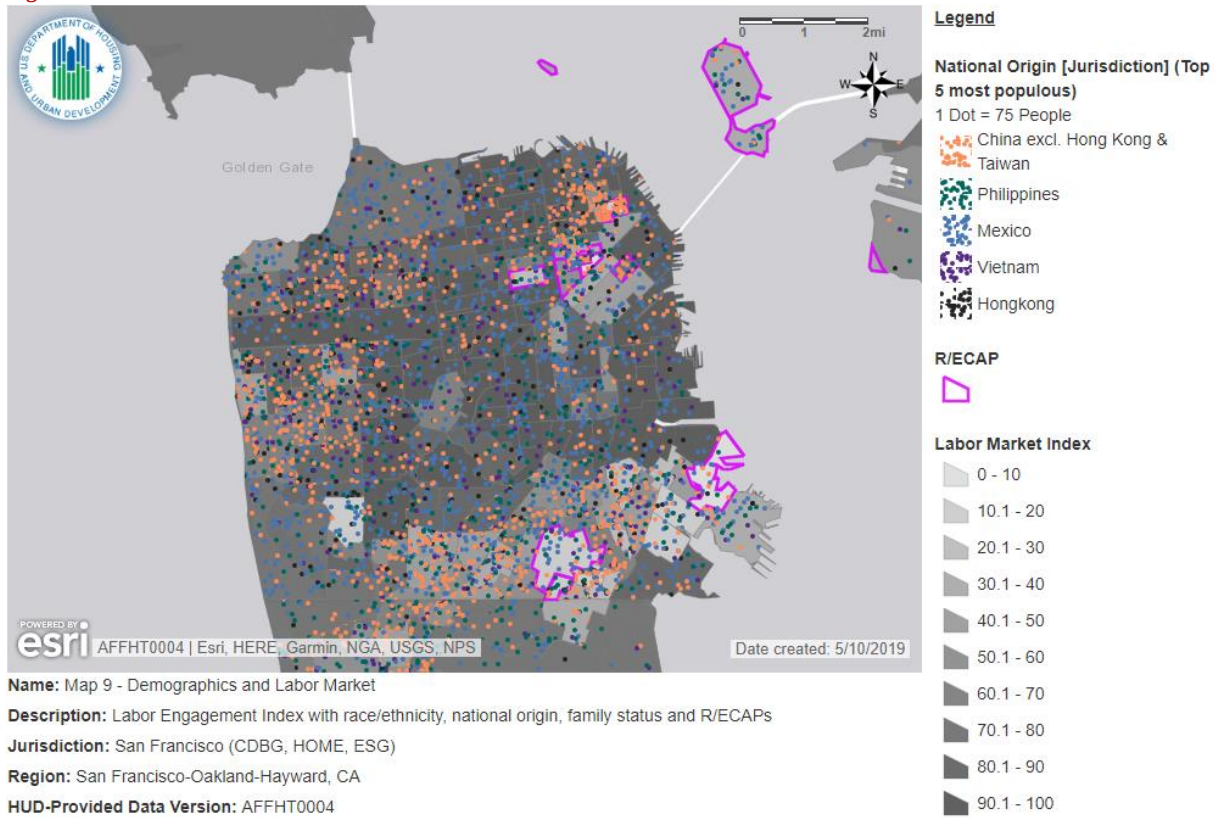 U.S. DEPARTMENT OF HOUSING
AND URBAN DEVELOPMENT
0 1 2mi
N
W E
S
Golden Gate
POWERED BY
esri
AFFHT0004 | Esri, HERE, Garmin, NGA, USGS, NPS
Date created: 5/10/2019
Legend
National Origin [Jurisdiction] (Top
5 most populous)
1 Dot = 75 People
China excl. Hong Kong &
Taiwan
Philippines
Mexico
Vietnam
Hongkong
R/ECAP
Labor Market Index
0 - 10
10.1 - 20
20.1 - 30
30.1 - 40
40.1 - 50
50.1 - 60
60.1 - 70
70.1 - 80
80.1 - 90
90.1 - 100
Name: Map 9 - Demographics and Labor Market
Description: Labor Engagement Index with race/ethnicity, national origin, family status and R/ECAPs
Jurisdiction: San Francisco (CDBG, HOME, ESG)
Region: San Francisco-Oakland-Hayward, CA
HUD-Provided Data Version: AFFHT0004